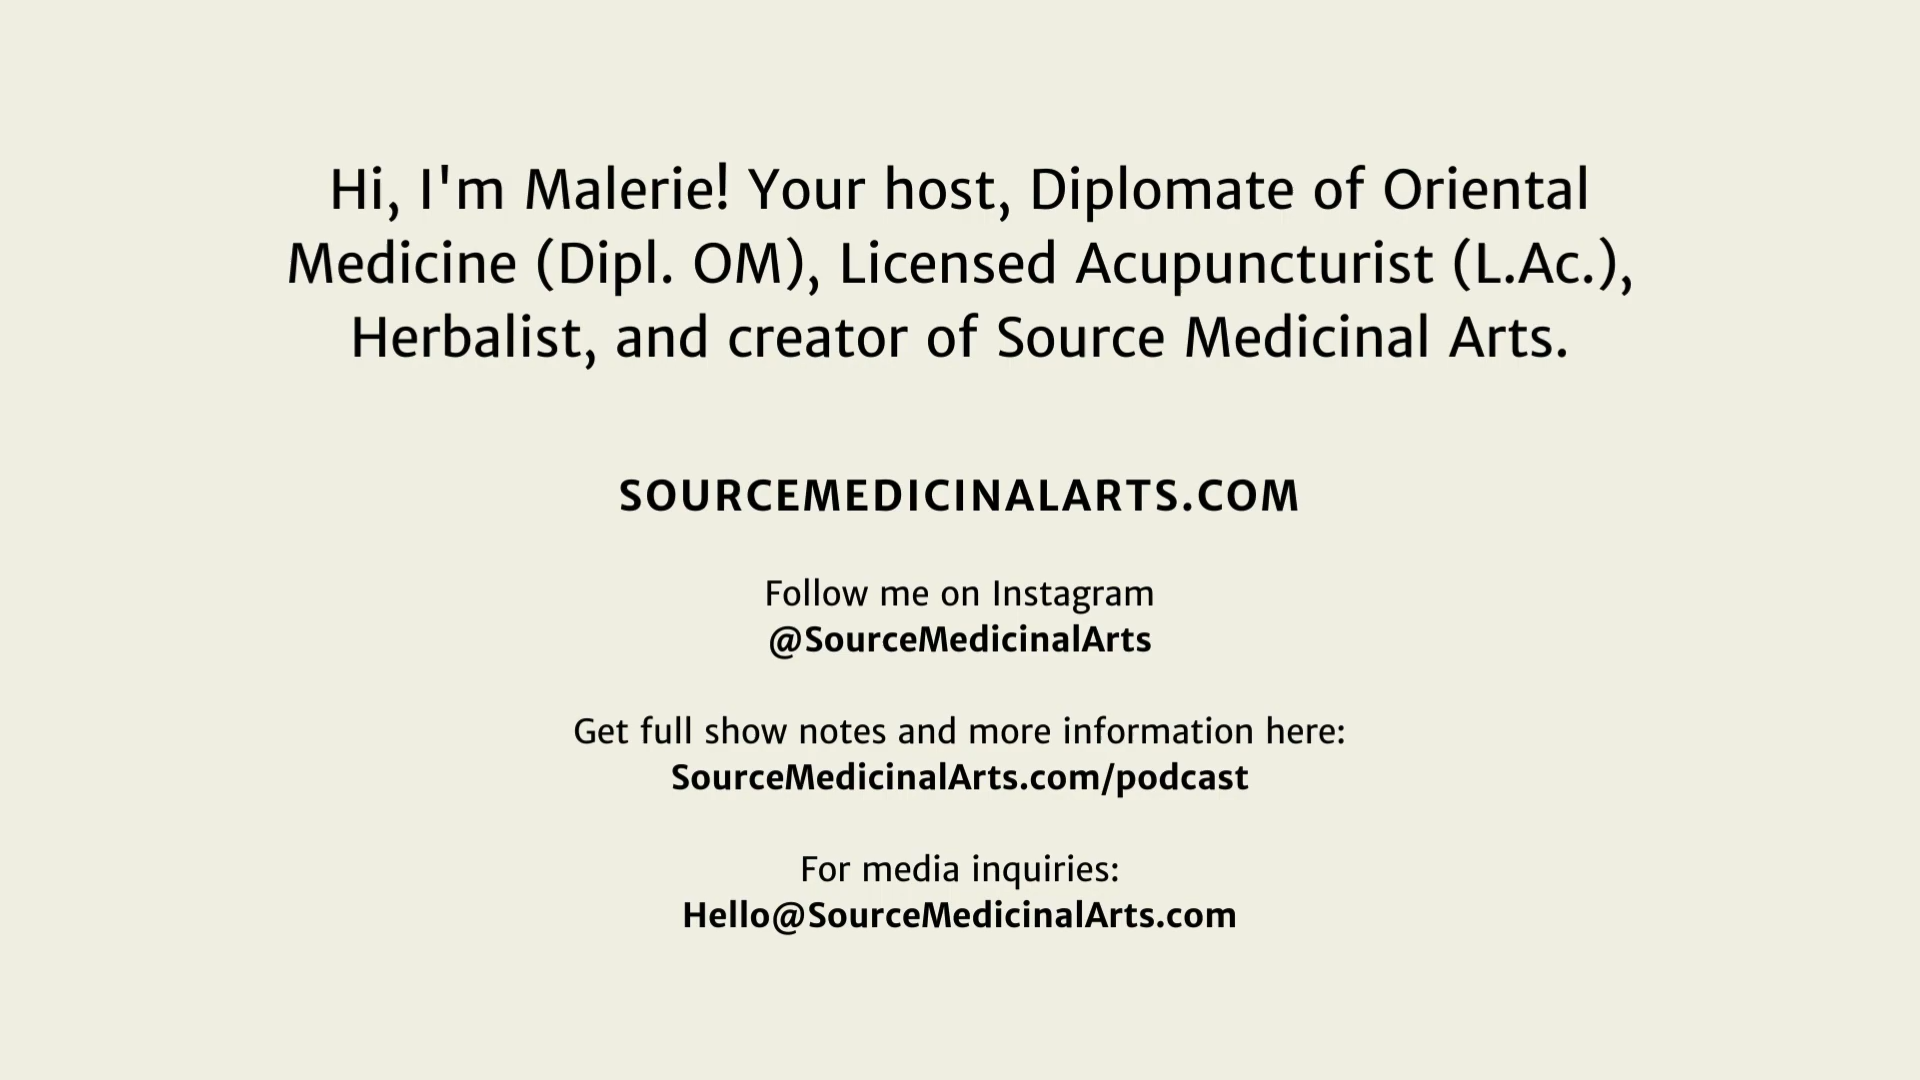 Hi, I'm Malerie! Your host, Diplomate of Oriental
Medicine (Dipl. OM), Licensed Acupuncturist (L.Ac.),
Herbalist, and creator of Source Medicinal Arts.
SOURCEMEDICINALARTS.COM
Follow me on Instagram
@SourceMedicinalArts
Get full show notes and more information here:
SourceMedicinalArts.com/podcast
For media inquiries:
Hello@SourceMedicinalArts.com